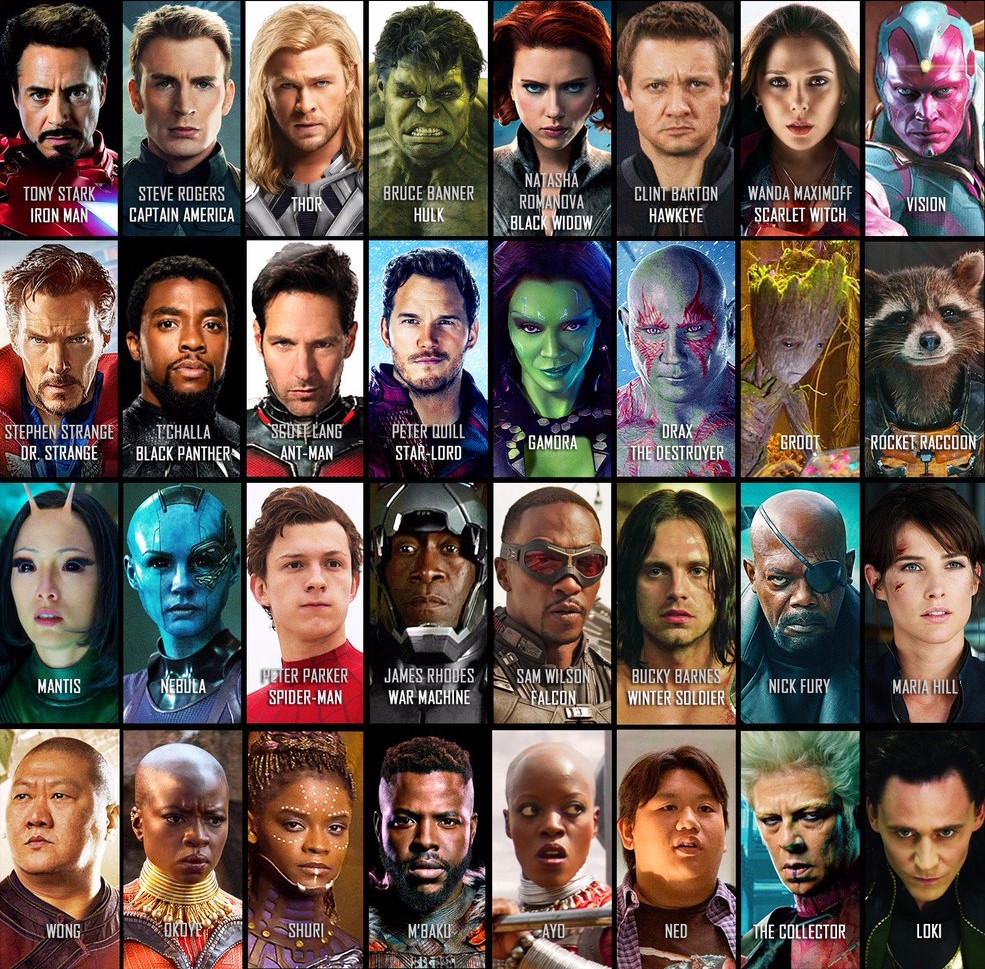 TONY STARK
IRON MAN
STEVE ROGERS
CAPTAIN AMERICA
THOR
BRUCE BANNER
HULK
NATASHA
ROMANOVA
BLACK WIDOW
CLINT BARTON
HAWKEYE
WANDA MAXIMOFF
SCARLET WITCH
VISION
STEPHEN STRANGE
DR. STRANGE
T'CHALLA
BLACK PANTHER
SCOTT LANG
ANT-MAN
PETER QUILL
STAR-LORD
GAMORA
DRAX
THE DESTROYER
GROOT
ROCKET RACCOON
MANTIS
NEBULA
PETER PARKER
SPIDER-MAN
JAMES RHODES
WAR MACHINE
SAM WILSON
FALCON
BUCKY BARNES
WINTER SOLDIER
NICK FURY
MARIA HILL
WONG
OKOYE
SHURI
M'BAKU
AYO
NED
THE COLLECTOR
LOKI